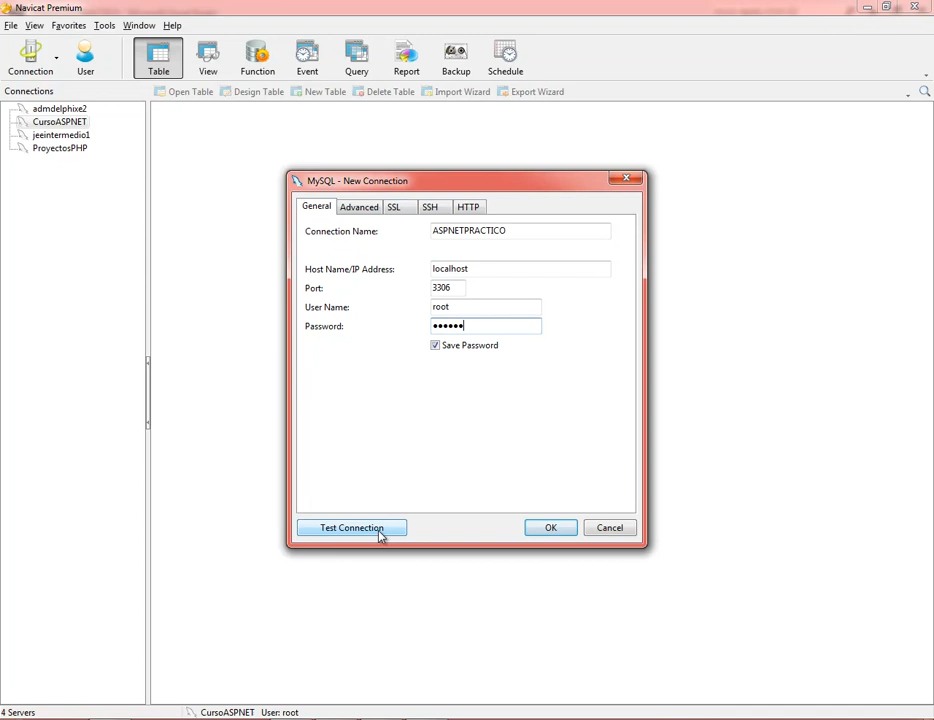 Navicat Premium
File View Favorites Tools Window Help
Connection User Table View Function Event Query Report Backup Schedule
Connections Open Table Design Table New Table Delete Table Import Wizard Export Wizard
admdelphixe2
CursoASPNET
jeeintermedio1
ProyectosPHP
MySQL - New Connection
General Advanced SSL SSH HTTP
Connection Name: ASPNETPRACTICO
Host Name/IP Address: localhost
Port: 3306
User Name: root
Password: ●●●●●●
Save Password
Test Connection OK Cancel
4 Servers CursoASPNET User: root